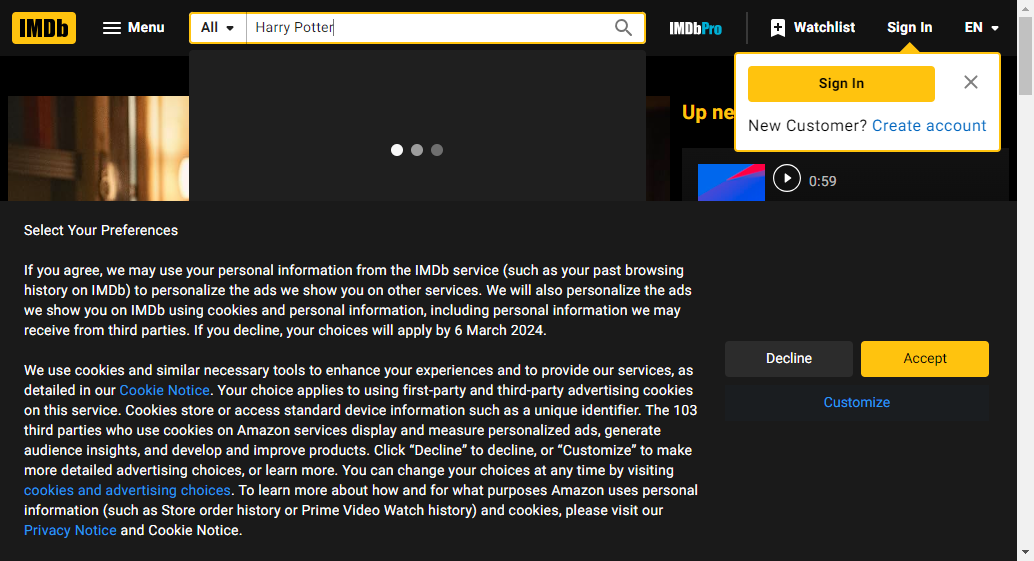 IMDb
Menu
All
Harry Potter
IMDbPro
Watchlist
Sign In
EN
Sign In
New Customer? Create account
Up ne
0:59
Select Your Preferences
If you agree, we may use your personal information from the IMDb service (such as your past browsing
history on IMDb) to personalize the ads we show you on other services. We will also personalize the ads
we show you on IMDb using cookies and personal information, including personal information we may
receive from third parties. If you decline, your choices will apply by 6 March 2024.
We use cookies and similar necessary tools to enhance your experiences and to provide our services, as
detailed in our Cookie Notice. Your choice applies to using first-party and third-party advertising cookies
on this service. Cookies store or access standard device information such as a unique identifier. The 103
third parties who use cookies on Amazon services display and measure personalized ads, generate
audience insights, and develop and improve products. Click “Decline” to decline, or “Customize” to make
more detailed advertising choices, or learn more. You can change your choices at any time by visiting
cookies and advertising choices. To learn more about how and for what purposes Amazon uses personal
information (such as Store order history or Prime Video Watch history) and cookies, please visit our
Privacy Notice and Cookie Notice.
Decline
Accept
Customize